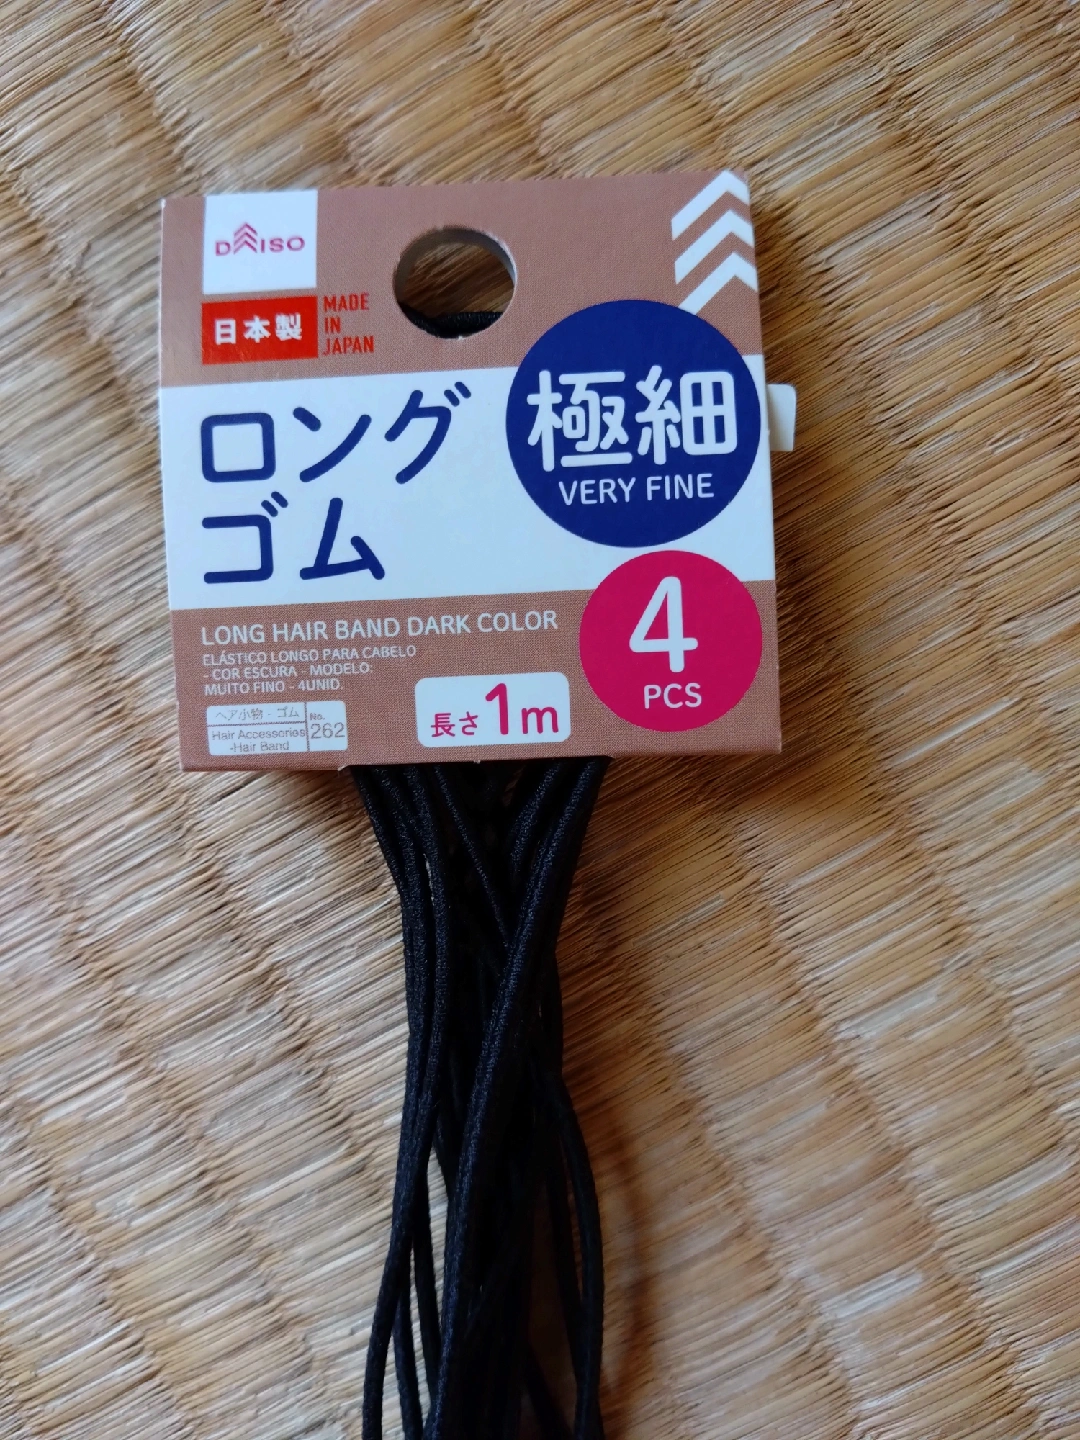 DAISO
日本製
MADE
IN
JAPAN
極細
VERY FINE
ロング
ゴム
4
PCS
LONG HAIR BAND DARK COLOR
ELÁSTICO LONGO PARA CABELO
- COR ESCURA - MODELO
MUITO FINO - 4UNID.
長さ1m
ヘア小物 - ゴム
Hair Accessories
-Hair Band
No.
262